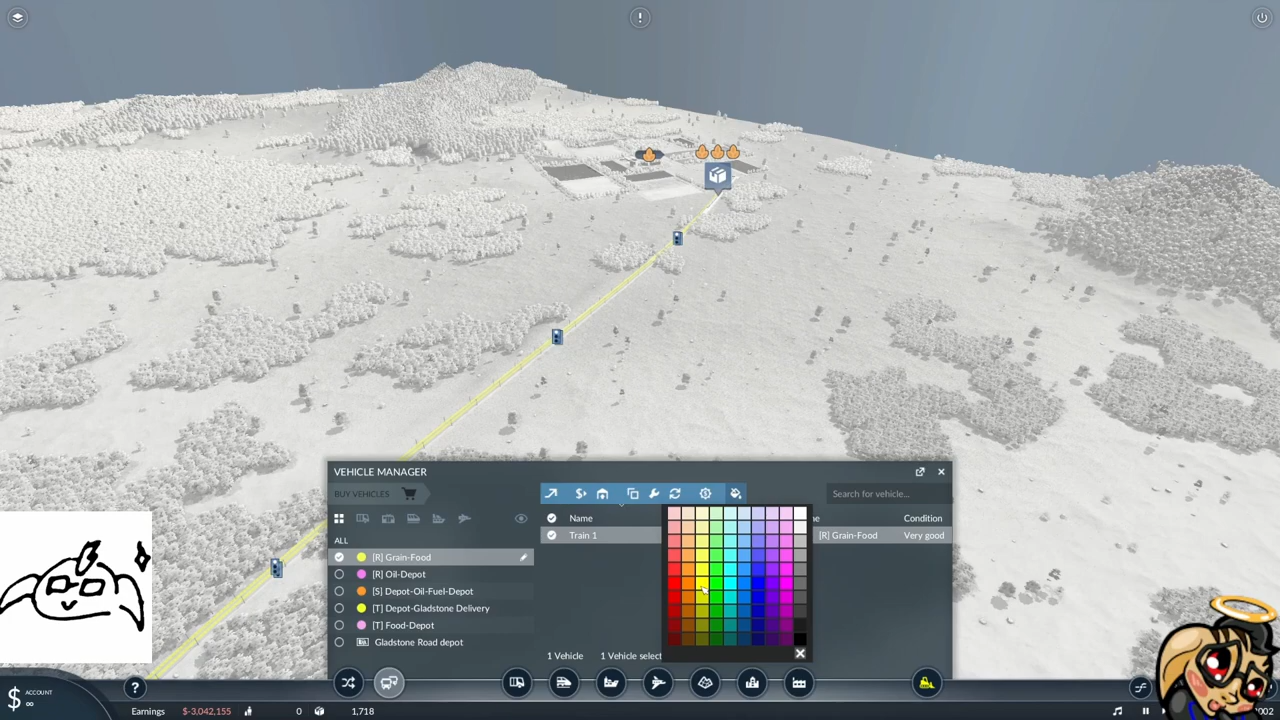 VEHICLE MANAGER
BUY VEHICLES
Search for vehicle...
Name
Condition
ALL
Train 1
[R] Grain-Food
Very good
[R] Grain-Food
[R] Oil-Depot
[S] Depot-Oil-Fuel-Depot
[T] Depot-Gladstone Delivery
[T] Food-Depot
Gladstone Road depot
1 Vehicle
1 Vehicle select
$ ACCOUNT
∞
?
Earnings
$-3,042,155
0
1,718